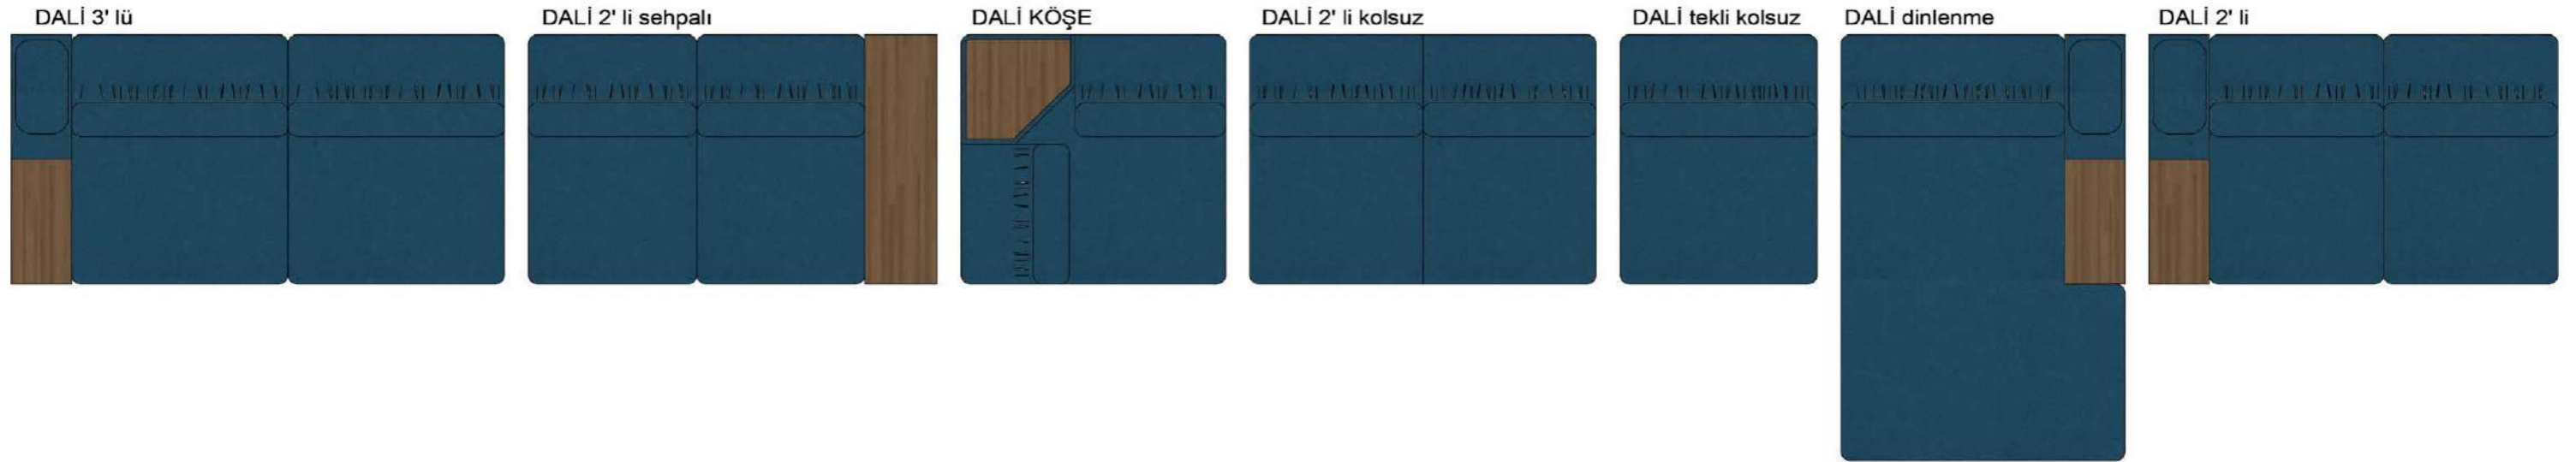 DALİ 3' lü
DALİ 2' li sehpalı
DALİ KÖŞE
DALİ 2' li kolsuz
DALİ tekli kolsuz
DALİ dinlenme
DALİ 2' li